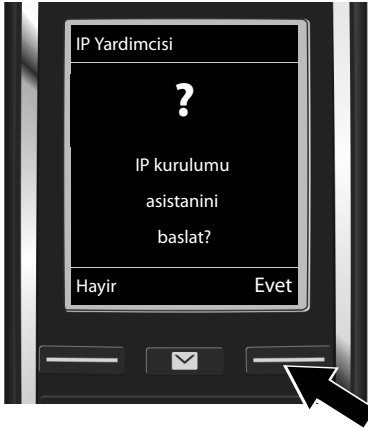 IP Yardimcisi
?
IP kurulumu
asistanini
baslat?
Hayir Evet